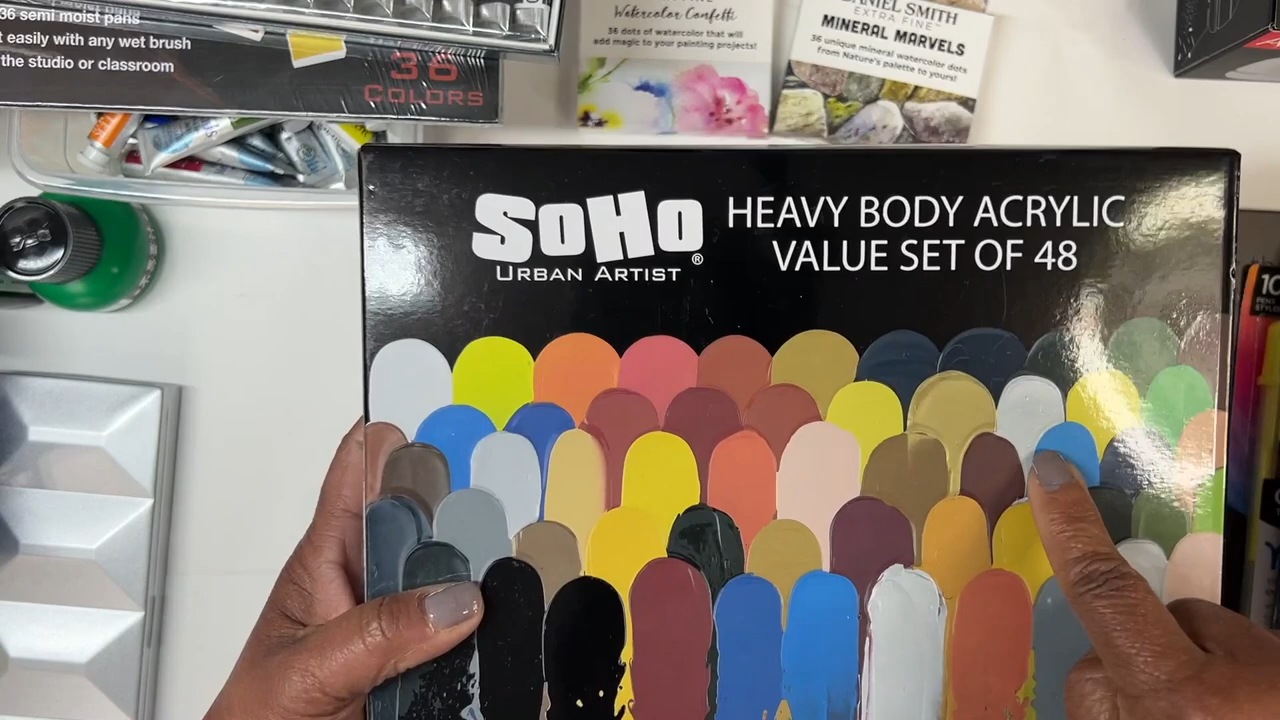 36 semi moist pans
t easily with any wet brush
the studio or classroom
36
COLORS
Watercolor Confetti
36 dots of watercolor that will
add magic to your painting projects!
DANIEL SMITH
EXTRA FINE™
MINERAL MARVELS
36 unique mineral watercolor dots
from Nature's palette to yours!
SoHo®
URBAN ARTIST
HEAVY BODY ACRYLIC
VALUE SET OF 48
10